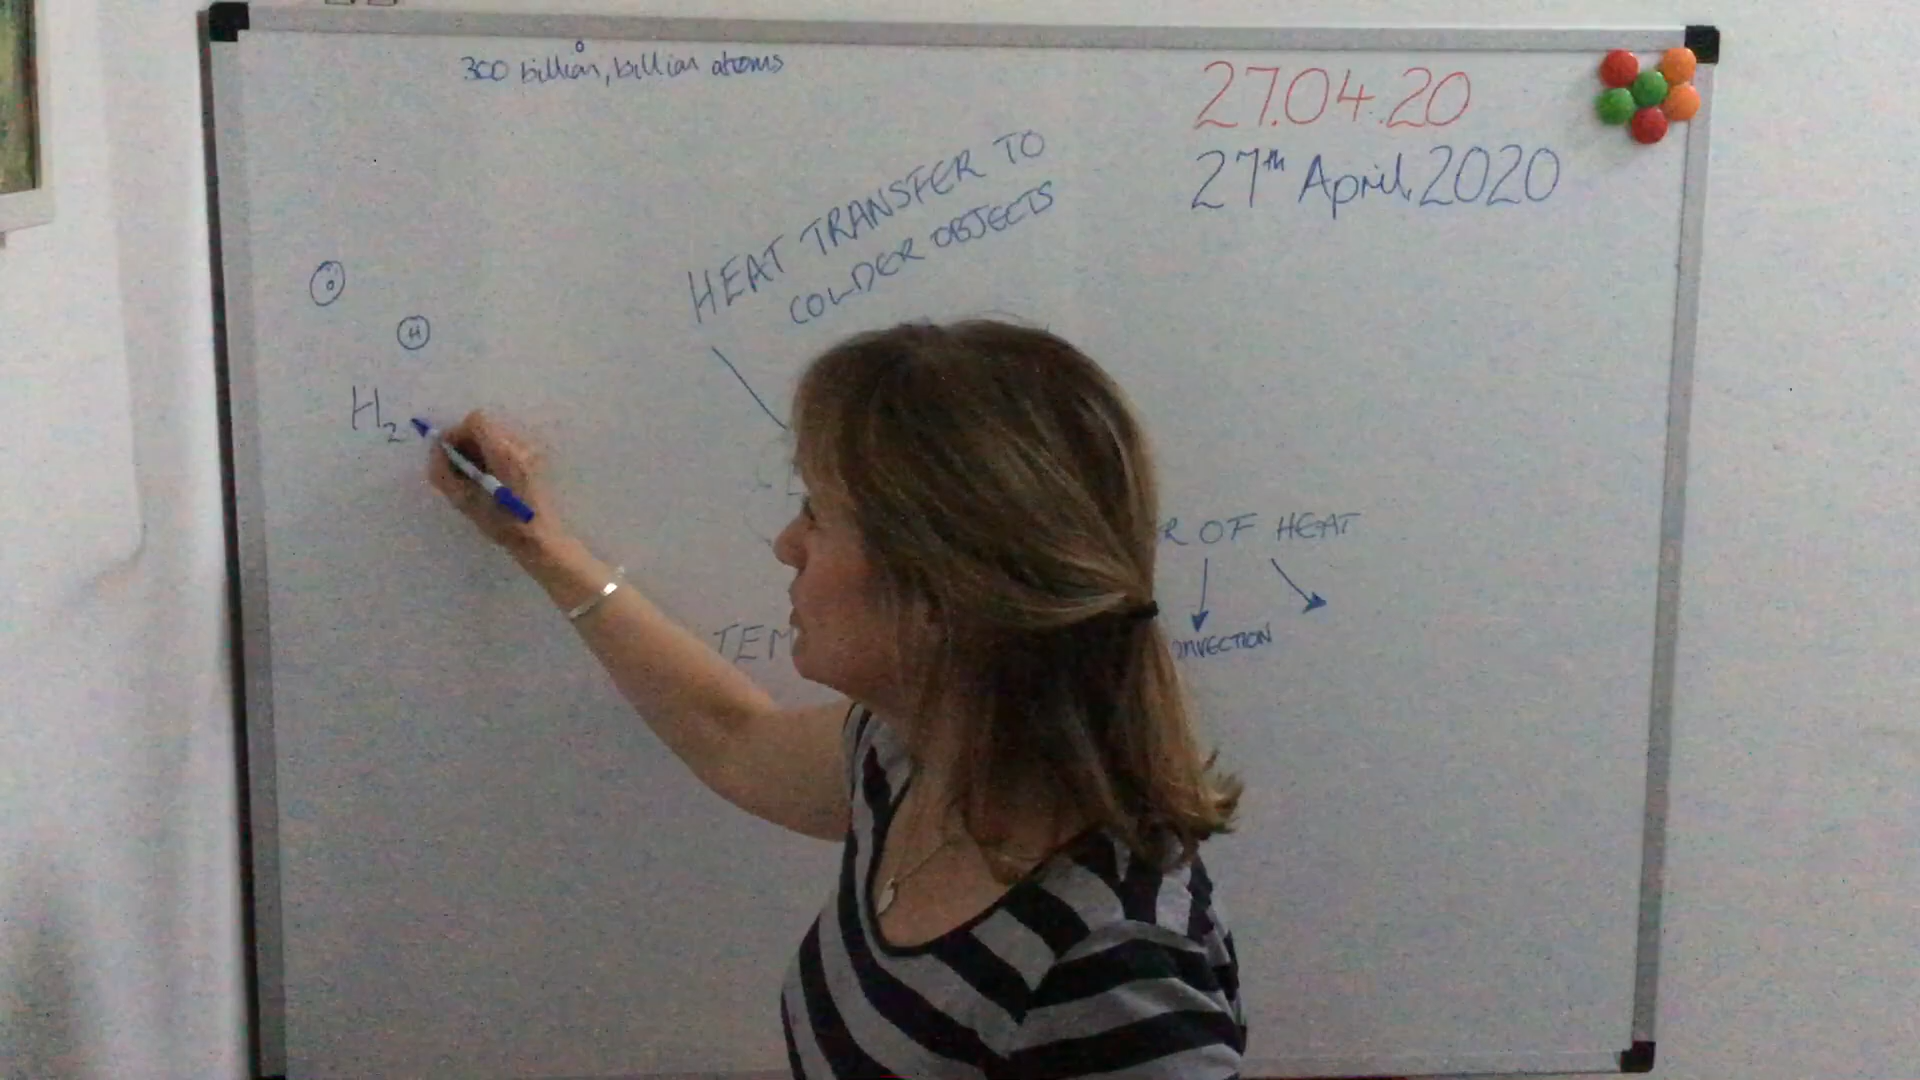 300 billion, billion atoms
27.04.20
27th April, 2020
HEAT TRANSFER TO
COLDER OBJECTS
H
H2
R OF HEAT
TEM
NVECTION